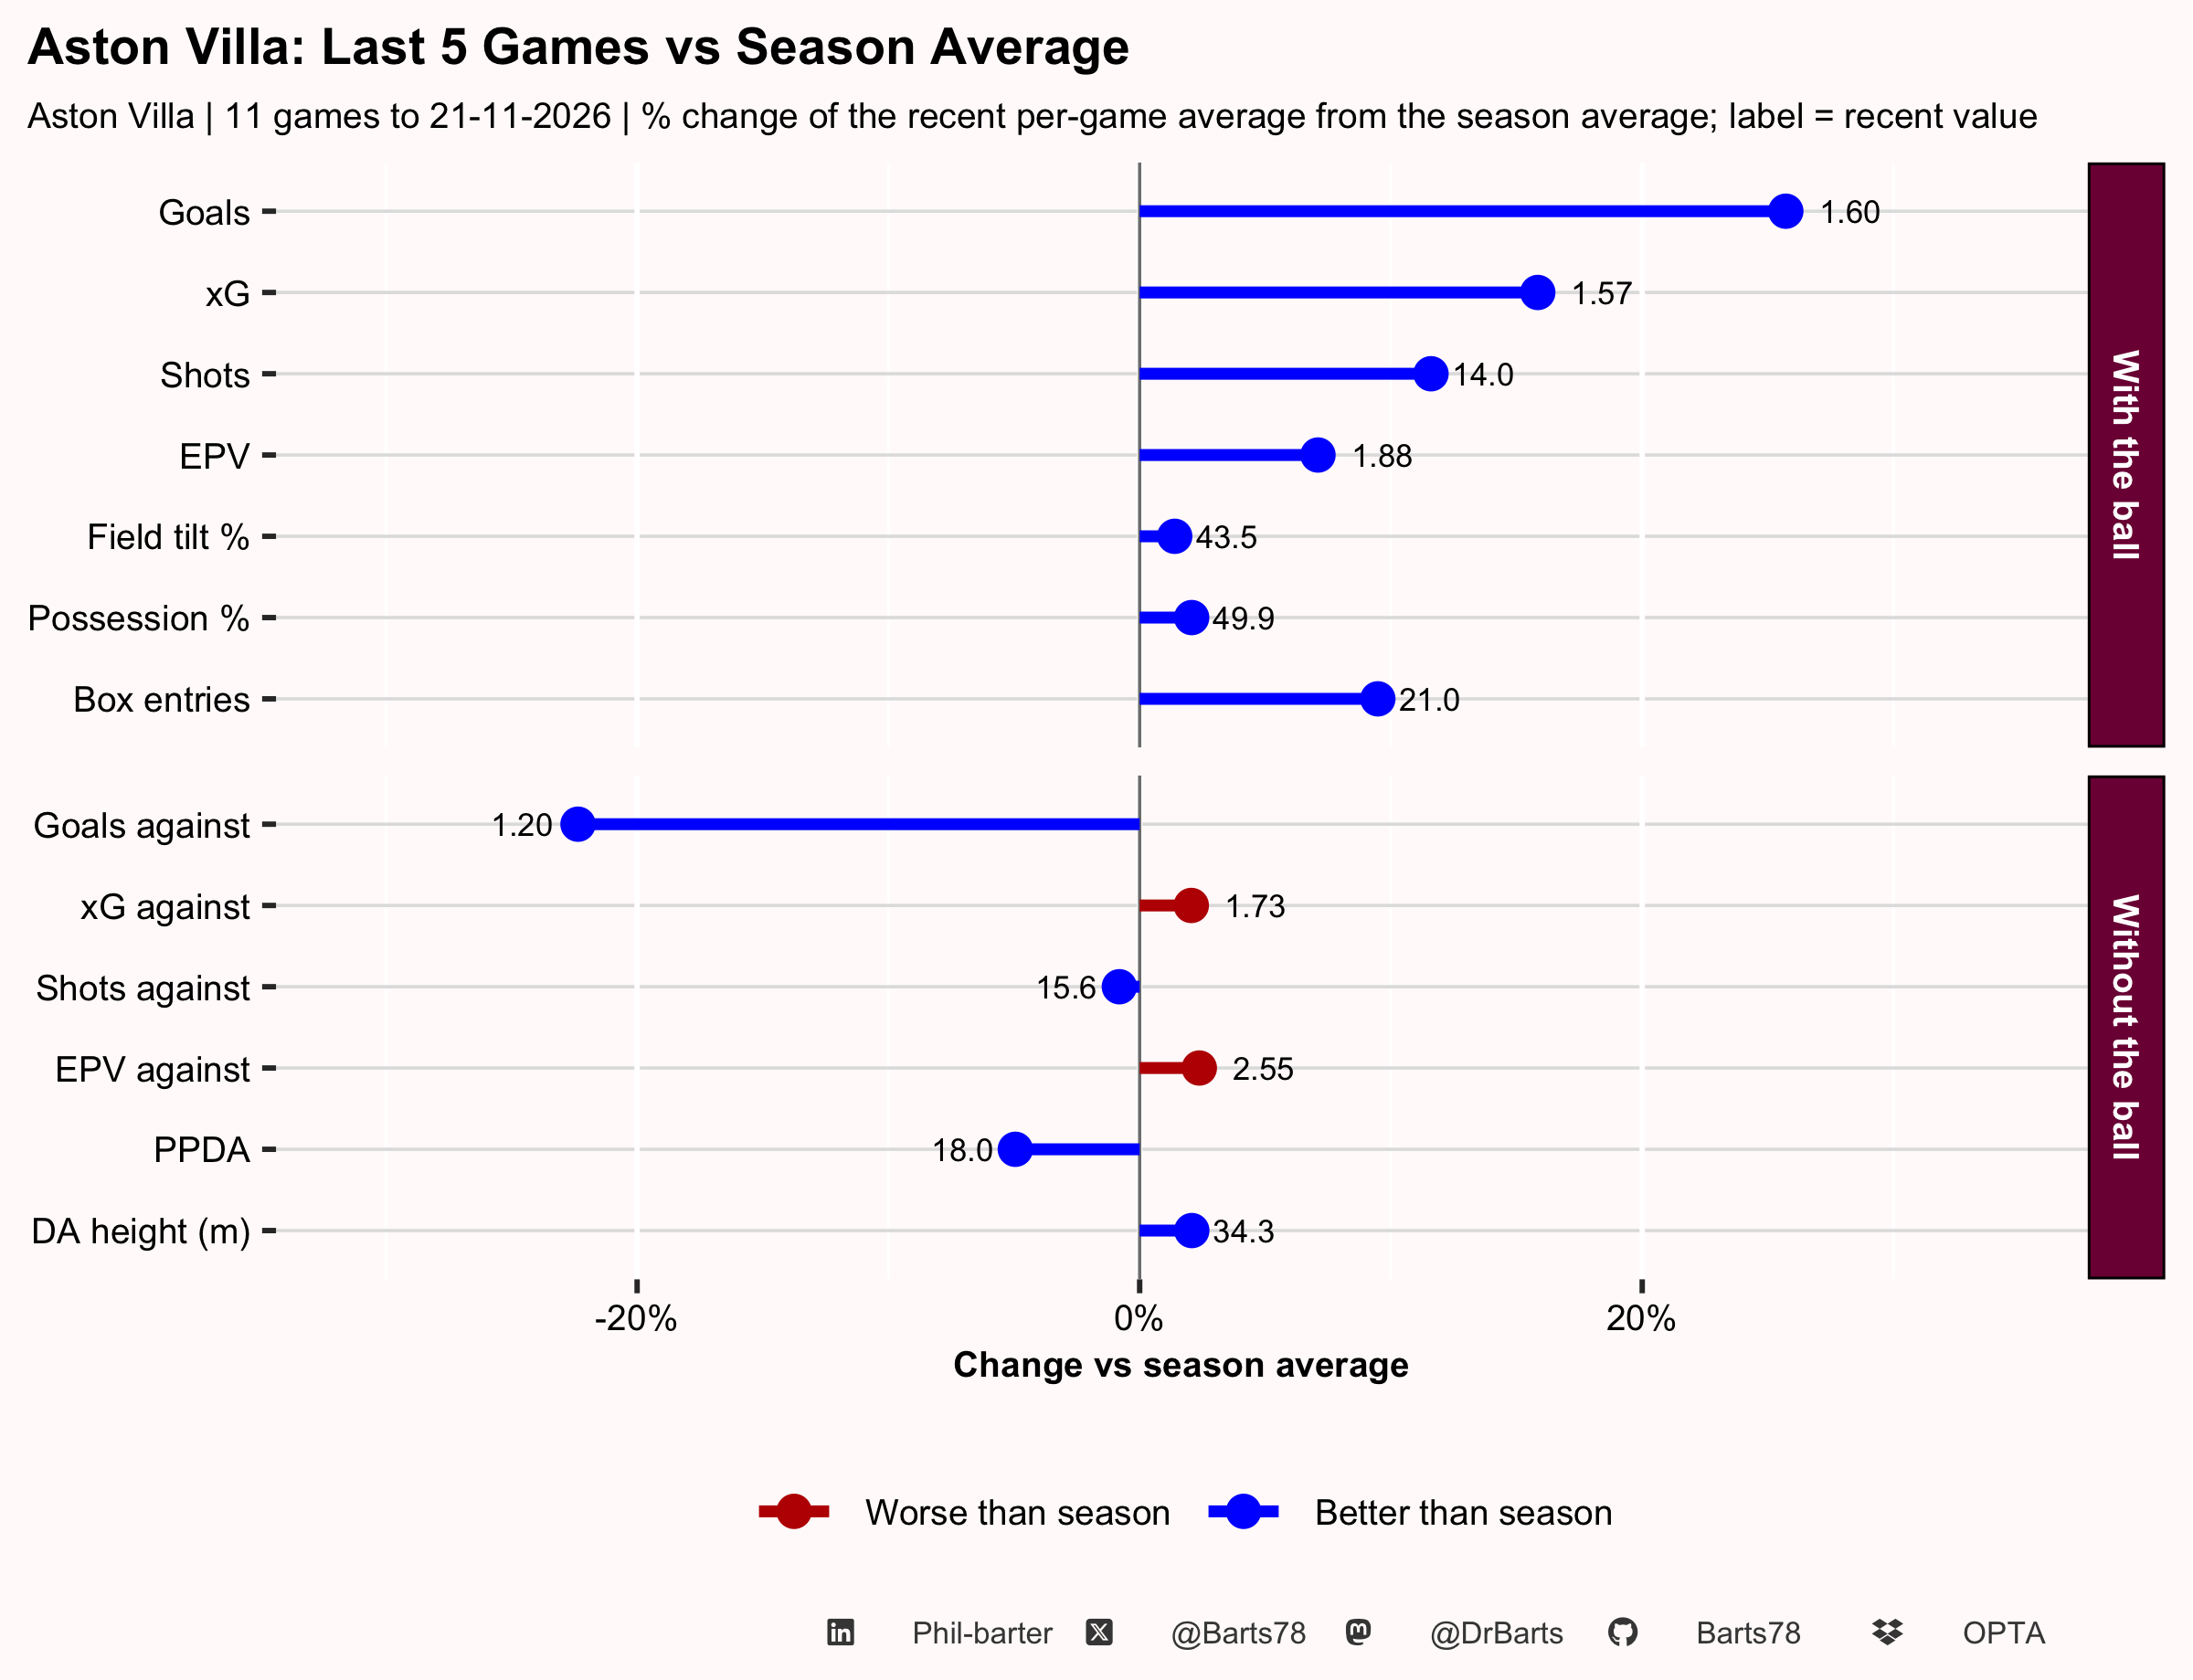 Aston Villa: Last 5 Games vs Season Average
Aston Villa | 11 games to 21-11-2026 | % change of the recent per-game average from the season average; label = recent value
With the ball
Goals 1.60
xG 1.57
Shots 14.0
EPV 1.88
Field tilt % 43.5
Possession % 49.9
Box entries 21.0
Without the ball
Goals against 1.20
xG against 1.73
Shots against 15.6
EPV against 2.55
PPDA 18.0
DA height (m) 34.3
-20% 0% 20%
Change vs season average
Worse than season Better than season
Phil-barter @Barts78 @DrBarts Barts78 OPTA